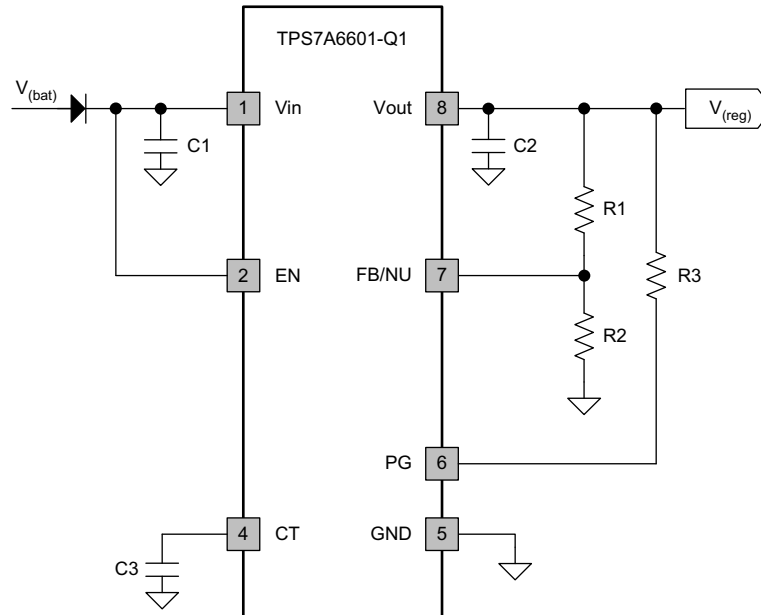 TPS7A6601-Q1
V(bat)
1 Vin
Vout 8
V(reg)
C1
C2
R1
2 EN
FB/NU 7
R3
R2
PG 6
4 CT
GND 5
C3